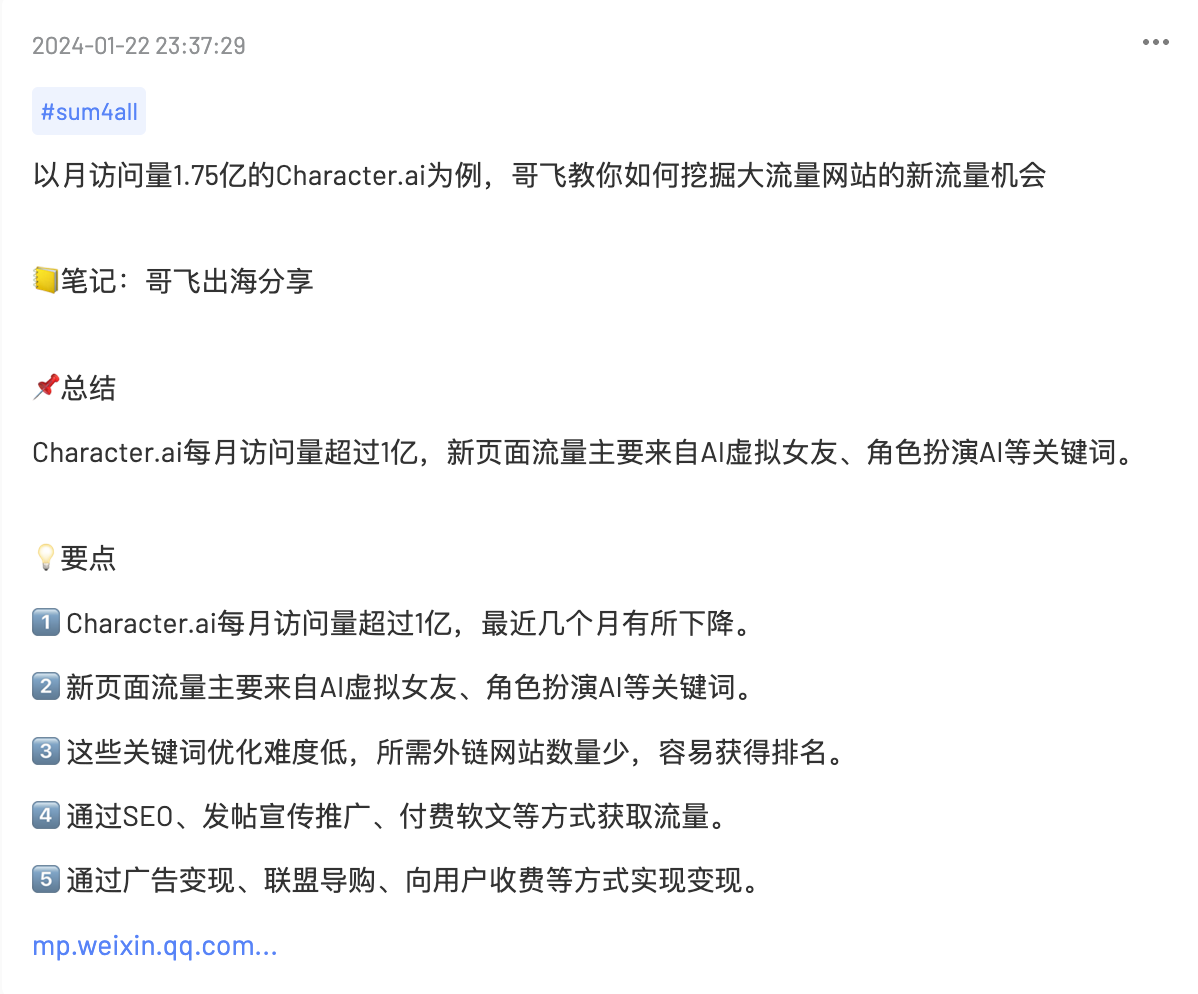 2024-01-22 23:37:29
#sum4all
以月访问量1.75亿的Character.ai为例，哥飞教你如何挖掘大流量网站的新流量机会
📒笔记：哥飞出海分享
📌总结
Character.ai每月访问量超过1亿，新页面流量主要来自AI虚拟女友、角色扮演AI等关键词。
💡要点
1️⃣ Character.ai每月访问量超过1亿，最近几个月有所下降。
2️⃣ 新页面流量主要来自AI虚拟女友、角色扮演AI等关键词。
3️⃣ 这些关键词优化难度低，所需外链网站数量少，容易获得排名。
4️⃣ 通过SEO、发帖宣传推广、付费软文等方式获取流量。
5️⃣ 通过广告变现、联盟导购、向用户收费等方式实现变现。
mp.weixin.qq.com...